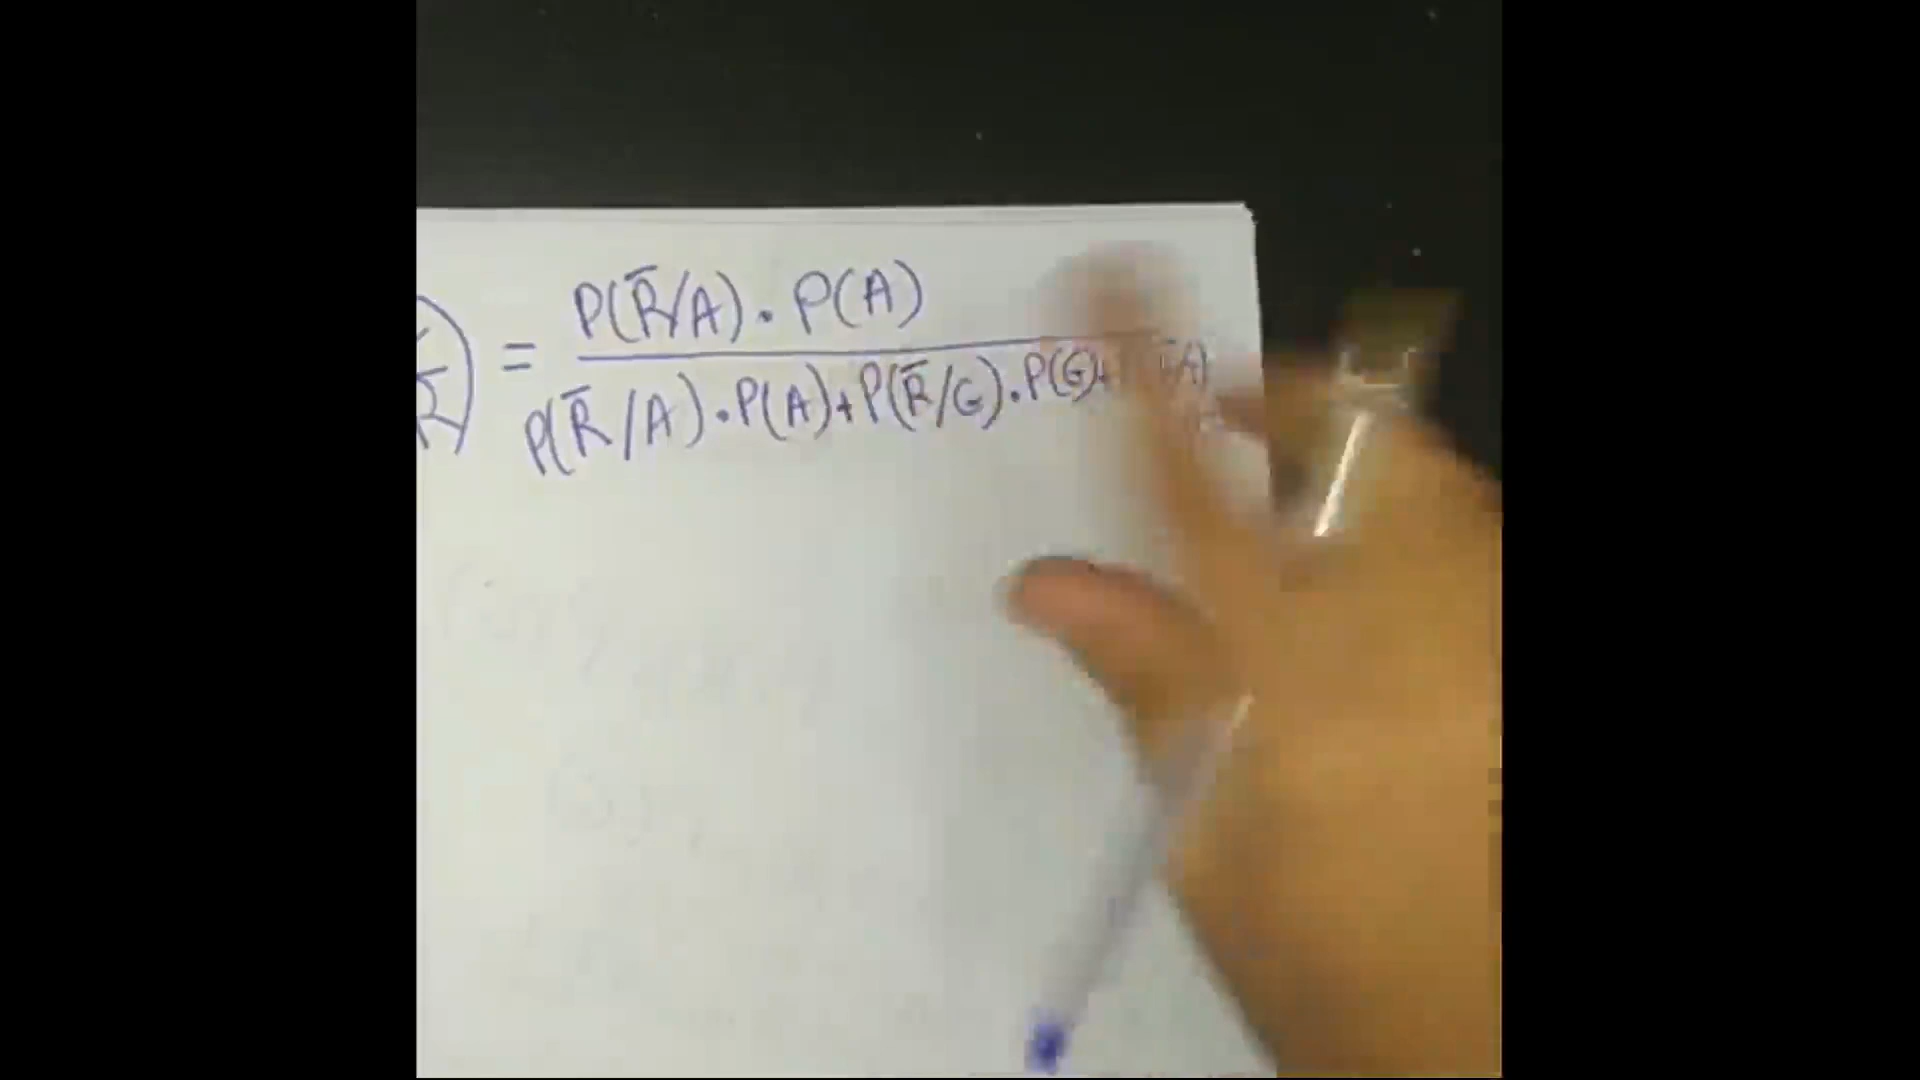 = P(R̄/A) · P(A)
P(R̄/A) · P(A) + P(R̄/G) · P(G) +